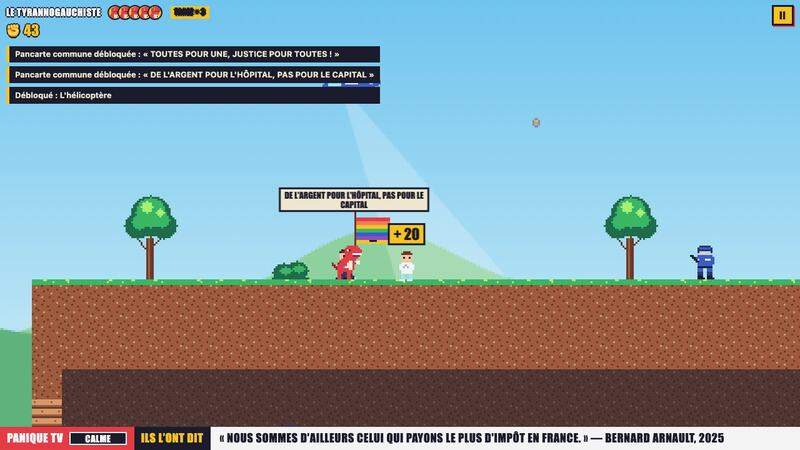 LE TYRANNOGAUCHISTE
43
Pancarte commune débloquée : « TOUTES POUR UNE, JUSTICE POUR TOUTES ! »
Pancarte commune débloquée : « DE L'ARGENT POUR L'HÔPITAL, PAS POUR LE CAPITAL »
Débloqué : L'hélicoptère
DE L'ARGENT POUR L'HÔPITAL, PAS POUR LE
CAPITAL
+ 20
PANIQUE TV CALME ILS L'ONT DIT « NOUS SOMMES D'AILLEURS CELUI QUI PAYONS LE PLUS D'IMPÔT EN FRANCE. » — BERNARD ARNAULT, 2025